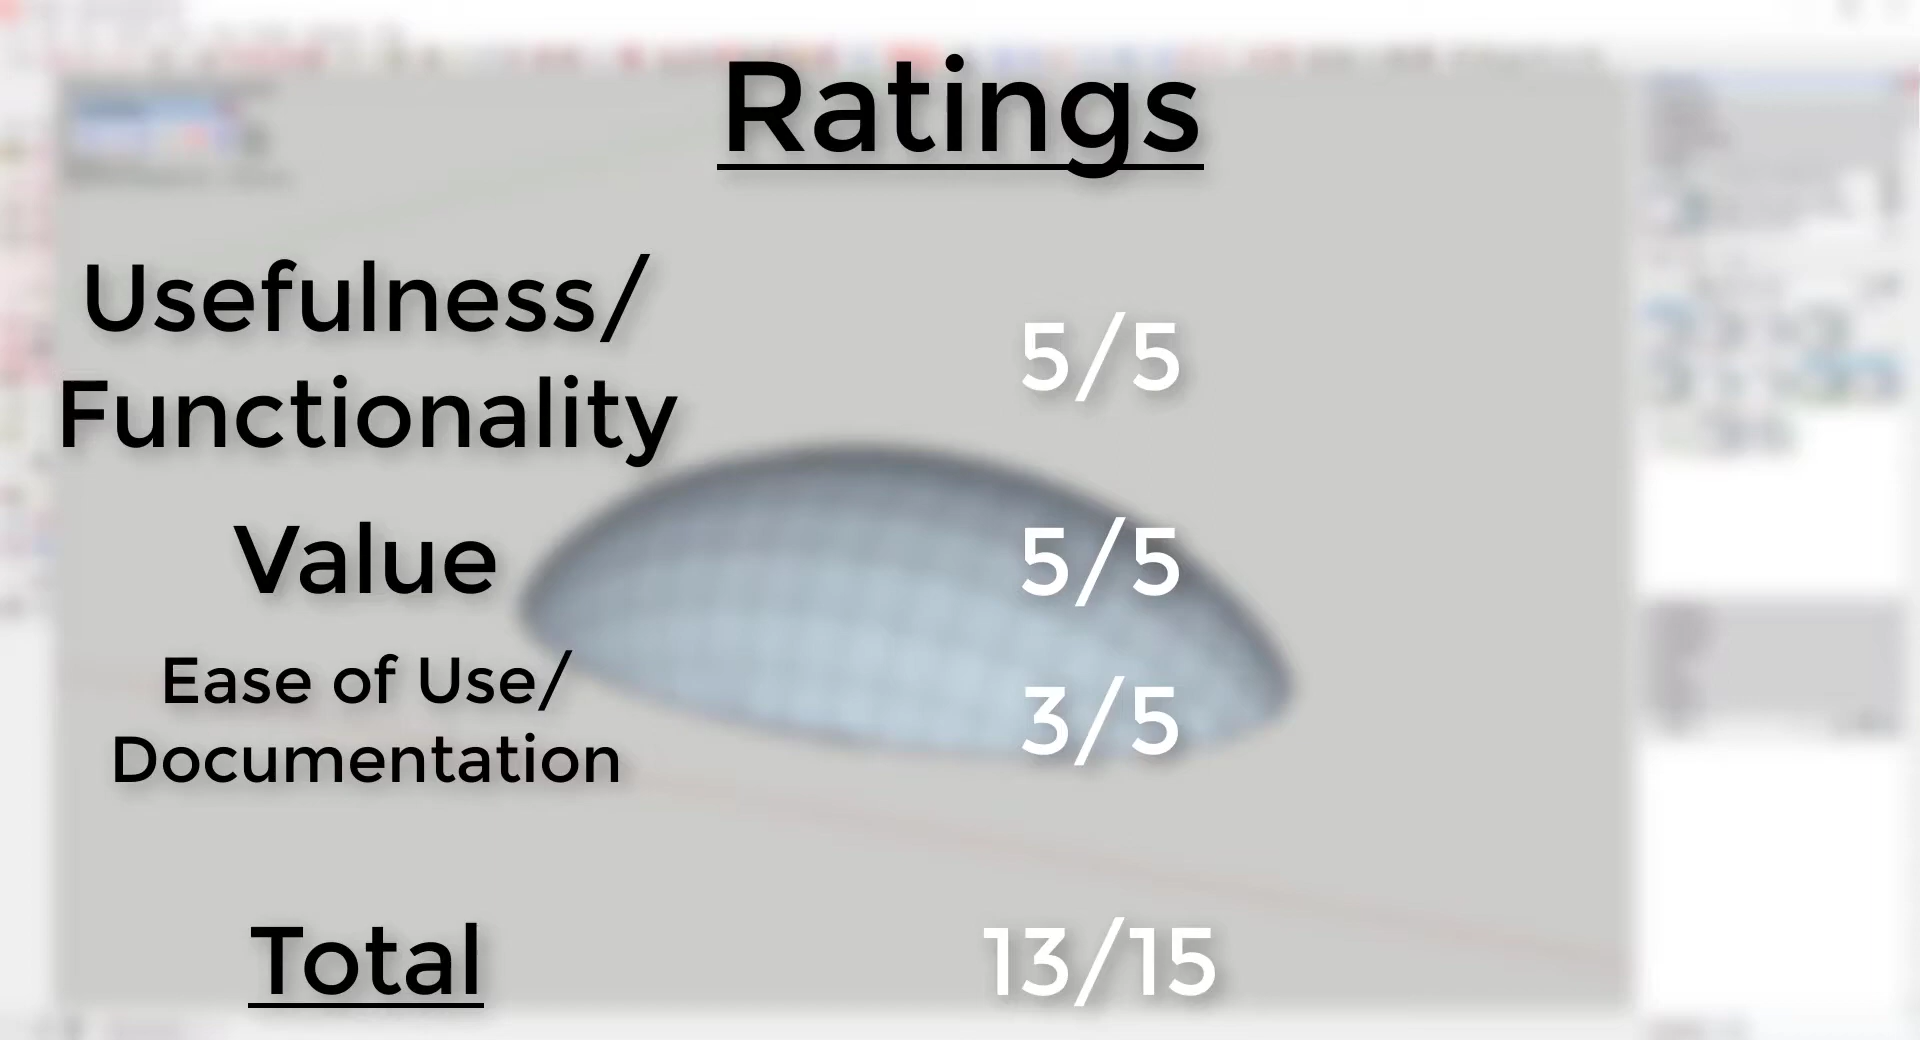 Ratings
Usefulness/
Functionality
5/5
Value
5/5
Ease of Use/
Documentation
3/5
Total
13/15